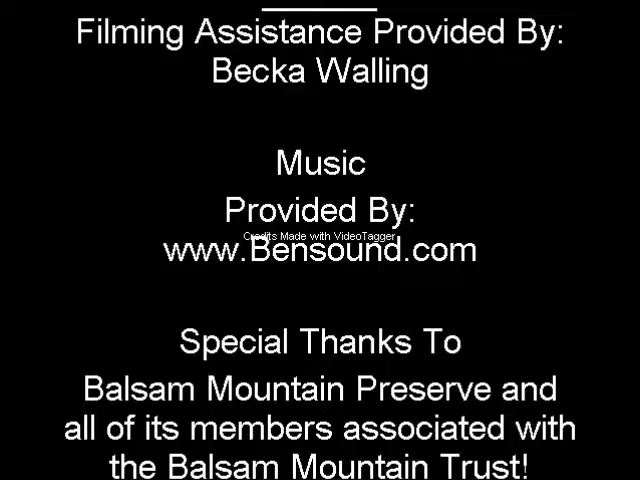 Filming Assistance Provided By:
Becka Walling
Music
Provided By:
Credits Made with VideoTagger
www.Bensound.com
Special Thanks To
Balsam Mountain Preserve and
all of its members associated with
the Balsam Mountain Trust!